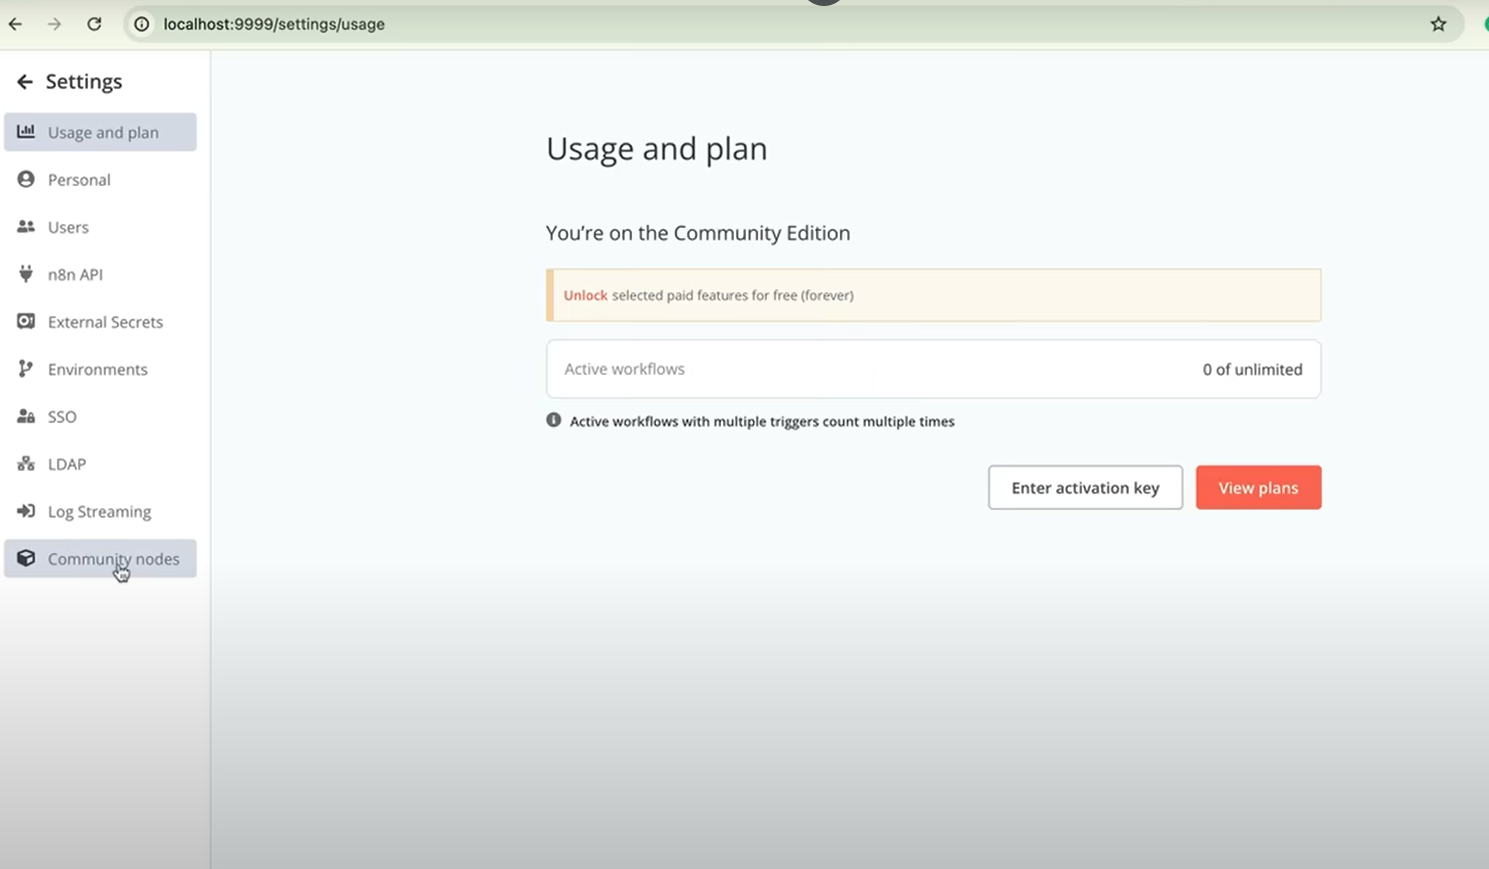 localhost:9999/settings/usage
Settings
Usage and plan
Personal
Users
n8n API
External Secrets
Environments
SSO
LDAP
Log Streaming
Community nodes
Usage and plan
You're on the Community Edition
Unlock selected paid features for free (forever)
Active workflows 0 of unlimited
Active workflows with multiple triggers count multiple times
Enter activation key View plans